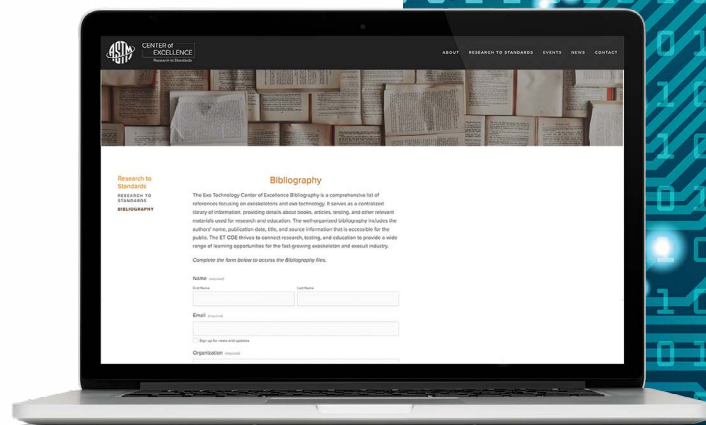 ASTM
CENTER of
EXCELLENCE
Research to Standards
ABOUT RESEARCH TO STANDARDS EVENTS NEWS CONTACT
Research to
Standards
RESEARCH TO
STANDARDS
BIBLIOGRAPHY
Bibliography
The Exo Technology Center of Excellence Bibliography is a comprehensive list of
references focusing on exoskeletons and exo technology. It serves as a centralized
library of information, providing details about books, articles, testing, and other relevant
materials used for research and education. The well-organized bibliography includes the
authors' name, publication date, title, and source information that is accessible for the
public. The ET COE thrives to connect research, testing, and education to provide a wide
range of learning opportunities for the fast-growing exoskeleton and exosuit industry.
Complete the form below to access the Bibliography files.
Name (required)
First Name Last Name
Email (required)
Sign up for news and updates
Organization (required)